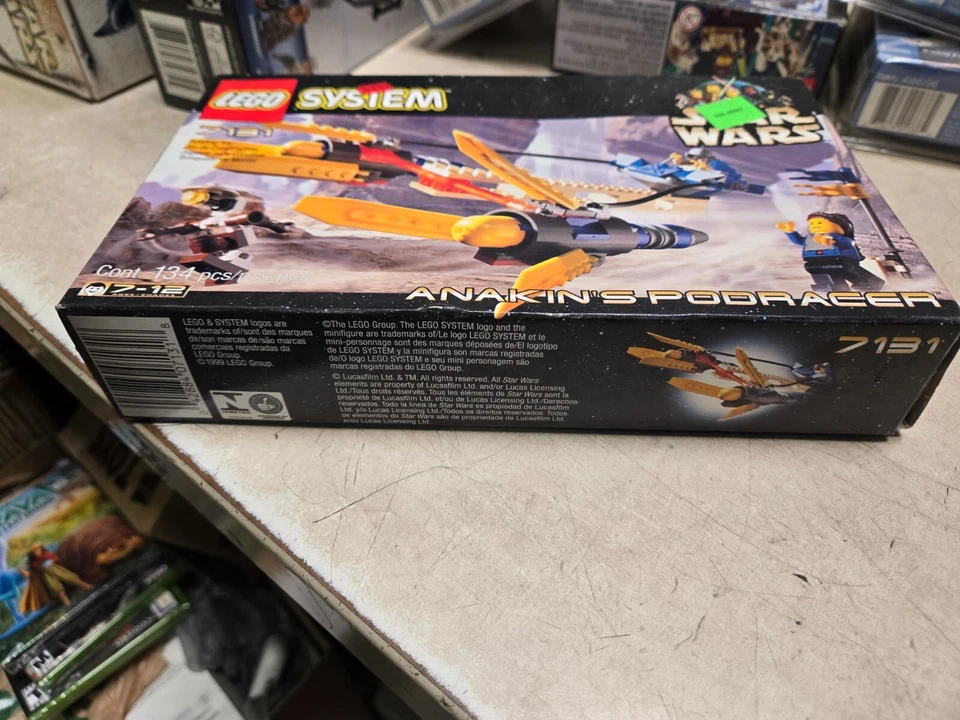 LEGO SYSTEM
STAR
WARS
7131
Cont. 134 pcs/
7-12
ANAKIN'S PODRACER
LEGO & SYSTEM logos are
trademarks of/sont des marques
de/son marcas de/são marcas
comerciais registradas da
LEGO Group.
©1999 LEGO Group.
©The LEGO Group. The LEGO SYSTEM logo and the
minifigure are trademarks of/Le logo LEGO SYSTEM et le
mini-personnage sont des marques déposées de/El logotipo
de LEGO SYSTEM y la minifigura son marcas registradas
de/O logo LEGO SYSTEM e seu mini personagem são
marcas registradas do LEGO Group.
© Lucasfilm Ltd. & TM. All rights reserved. All Star Wars
elements are property of Lucasfilm Ltd. and/or Lucas Licensing
Ltd./Tous droits réservés. Tous les éléments de Star Wars sont la
propriété de Lucasfilm Ltd. et/ou de Lucas Licensing Ltd./Derechos
reservados. Todo la línea de Star Wars es propiedad de Lucasfilm
Ltd. y/o Lucas Licensing Ltd./Todos os direitos reservados. Todos
os elementos do Star Wars são de propriedade de Lucasfilm Ltd.
e/ou Lucas Licensing Ltd.
7131